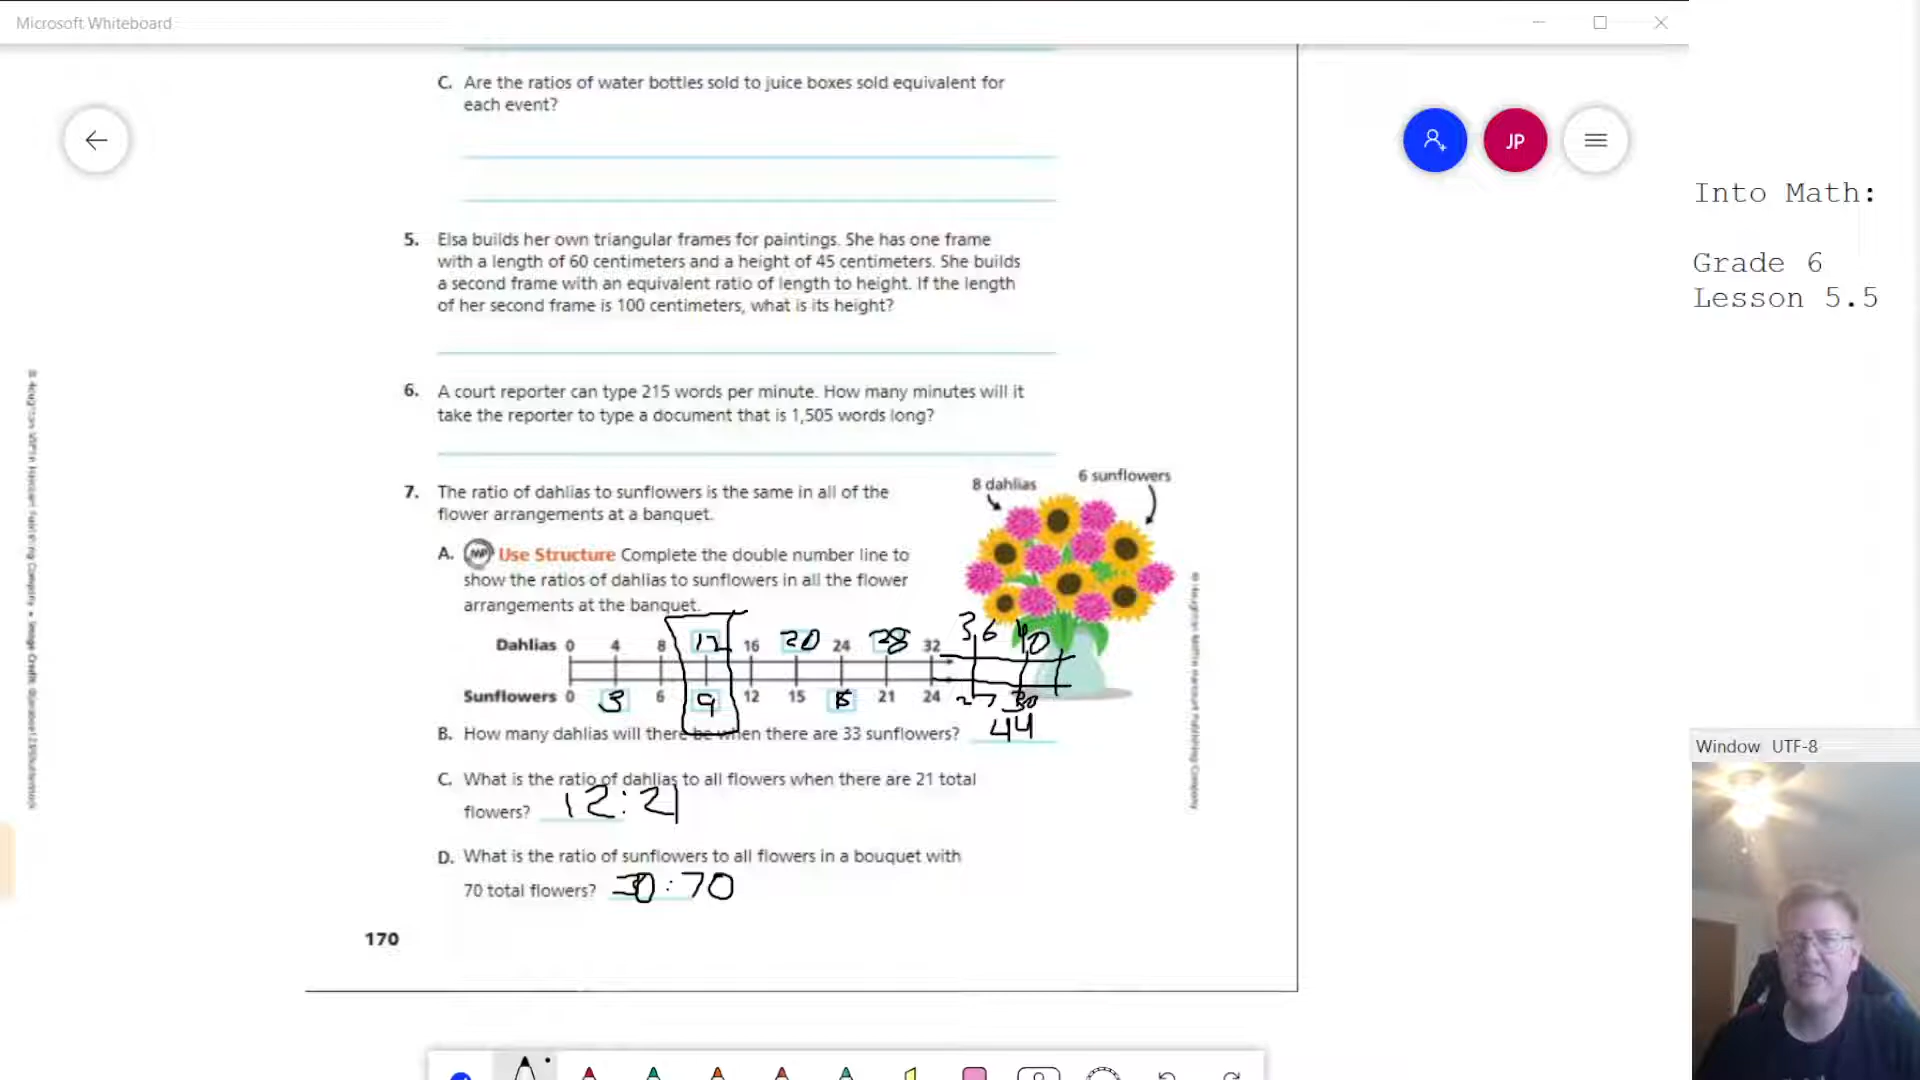 Microsoft Whiteboard
C. Are the ratios of water bottles sold to juice boxes sold equivalent for
each event?
JP
Into Math:
Grade 6
Lesson 5.5
5. Elsa builds her own triangular frames for paintings. She has one frame
with a length of 60 centimeters and a height of 45 centimeters. She builds
a second frame with an equivalent ratio of length to height. If the length
of her second frame is 100 centimeters, what is its height?
6. A court reporter can type 215 words per minute. How many minutes will it
take the reporter to type a document that is 1,505 words long?
7. The ratio of dahlias to sunflowers is the same in all of the
flower arrangements at a banquet.
8 dahlias
6 sunflowers
A. MP Use Structure Complete the double number line to
show the ratios of dahlias to sunflowers in all the flower
arrangements at the banquet.
Dahlias 0 4 8 12 16 20 24 28 32 36 40
Sunflowers 0 3 6 9 12 15 21 24 27 30
B. How many dahlias will there be when there are 33 sunflowers? 44
C. What is the ratio of dahlias to all flowers when there are 21 total
flowers? 12:21
D. What is the ratio of sunflowers to all flowers in a bouquet with
70 total flowers? 30:70
170
© Houghton Mifflin Harcourt Publishing Company
Window UTF-8